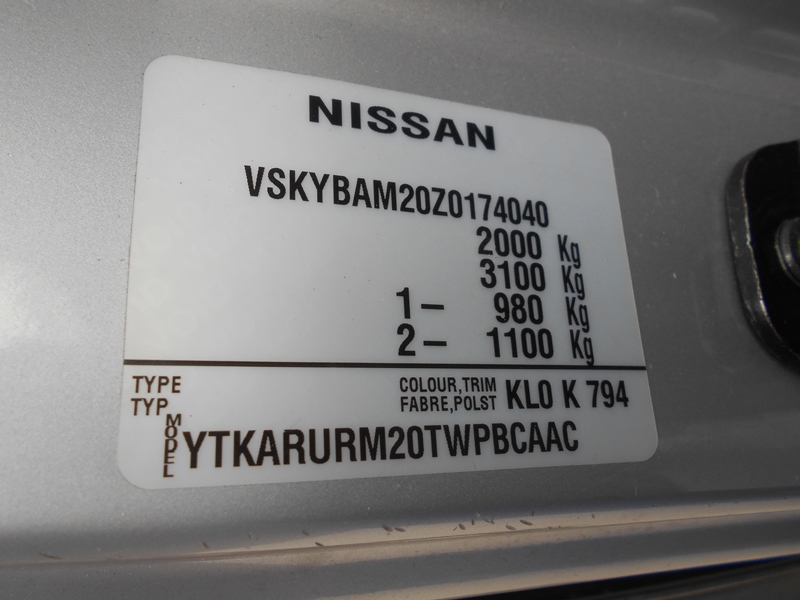 NISSAN
VSKYBAM20Z0174040
2000 Kg
3100 Kg
1- 980 Kg
2- 1100 Kg
TYPE COLOUR,TRIM KL0 K 794
TYP FABRE,POLST
MODEL YTKARURM20TWPBCAAC